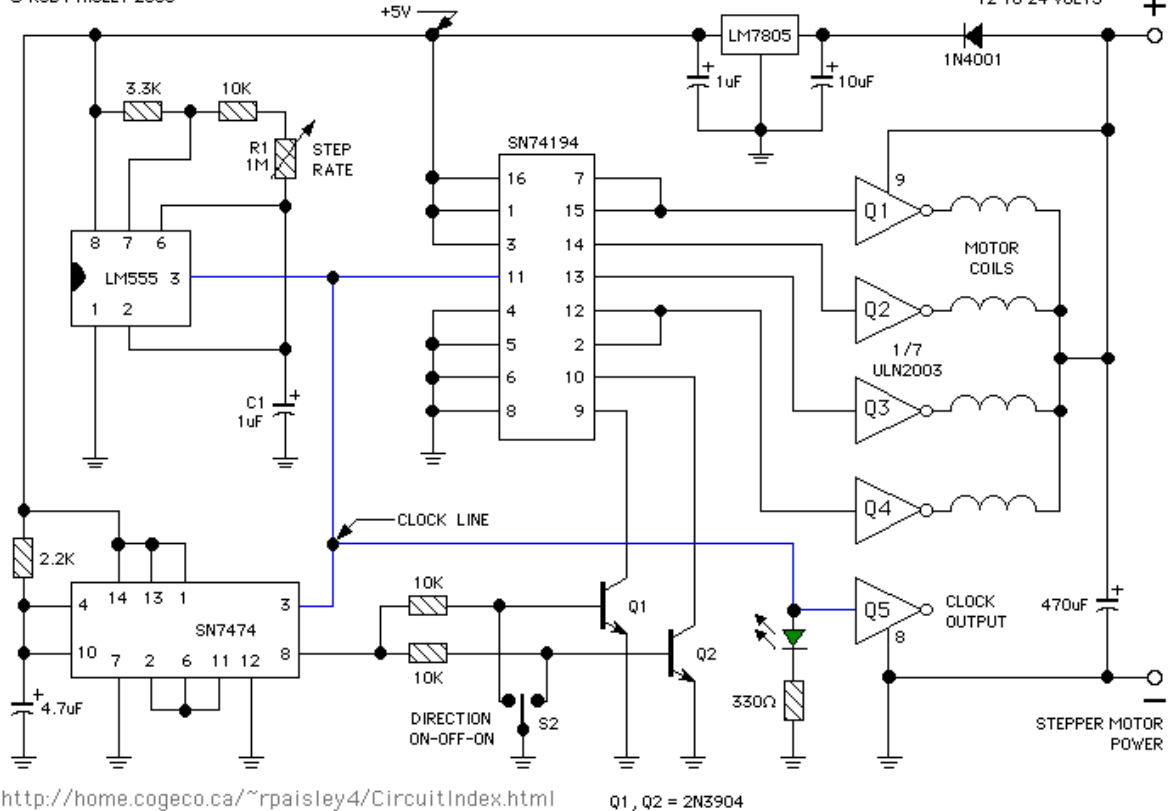 +5V
LM7805
1N4001
+
1uF
+
10uF
3.3K
10K
R1
1M
STEP
RATE
SN74194
16
7
1
15
3
14
11
13
4
12
5
2
6
10
8
9
8
7
6
LM555
3
1
2
C1
1uF
+
9
Q1
MOTOR
COILS
Q2
1/7
ULN2003
Q3
Q4
Q5
8
CLOCK
OUTPUT
470uF
+
CLOCK LINE
2.2K
14
13
1
4
3
SN7474
10
8
7
2
6
11
12
+
4.7uF
10K
10K
Q1
Q2
DIRECTION
ON-OFF-ON
S2
330Ω
STEPPER MOTOR
POWER
http://home.cogeco.ca/~rpaisley4/CircuitIndex.html
Q1, Q2 = 2N3904